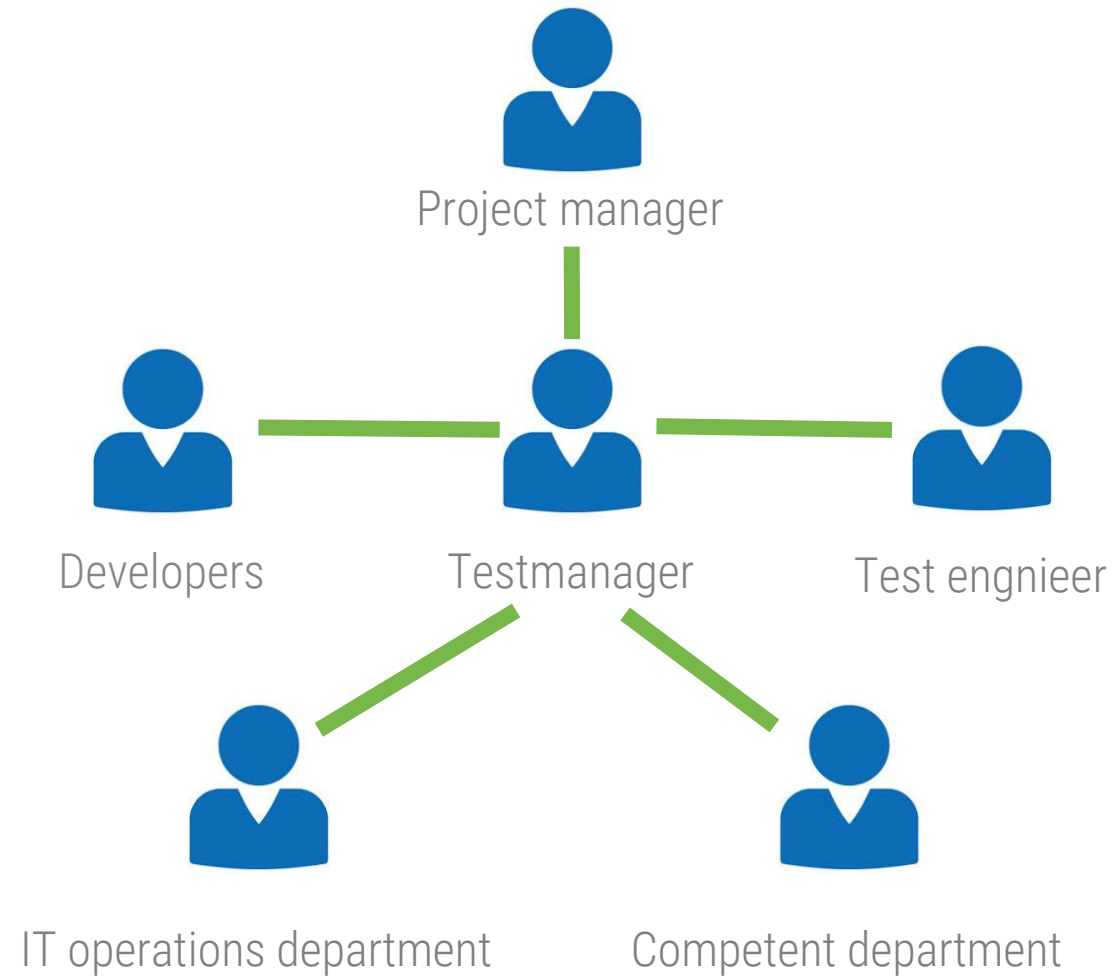 Project manager
Developers
Testmanager
Test engnieer
IT operations department
Competent department